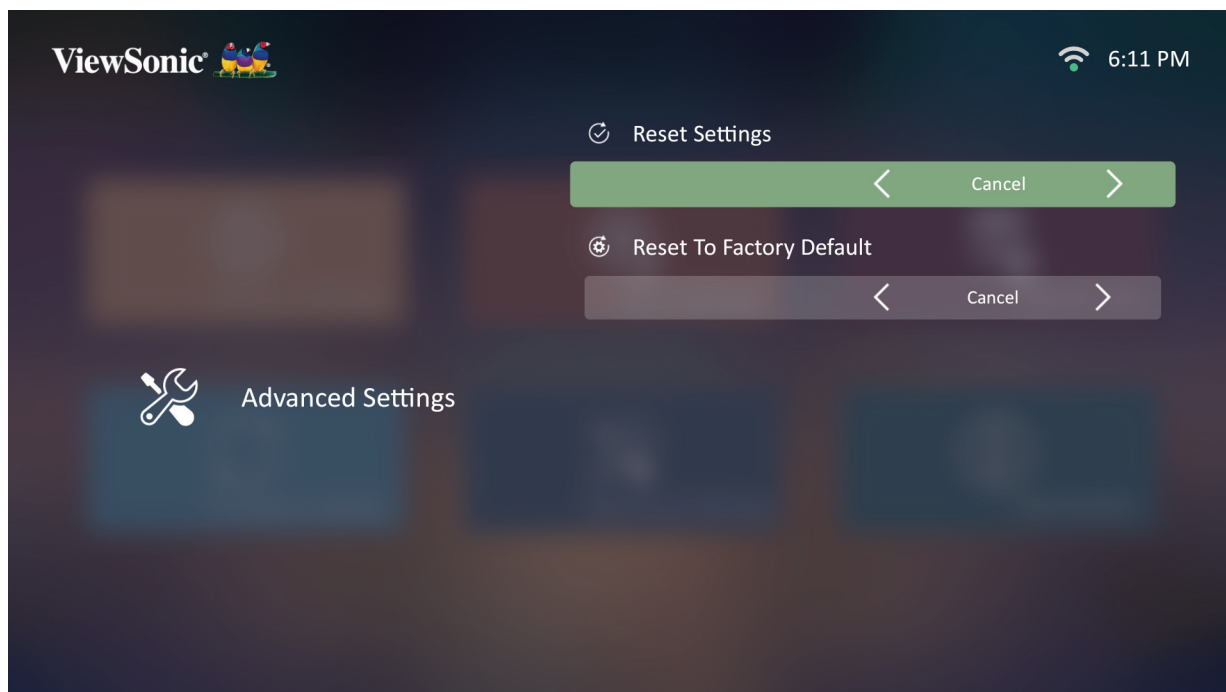 ViewSonic®
6:11 PM
Reset Settings
Cancel
Reset To Factory Default
Cancel
Advanced Settings